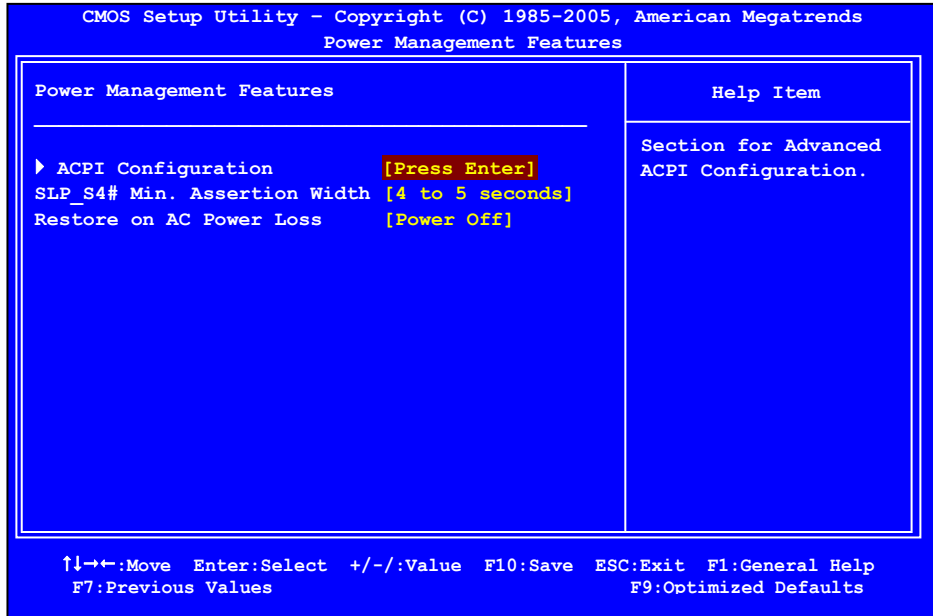 CMOS Setup Utility – Copyright (C) 1985-2005, American Megatrends
Power Management Features
Power Management Features
Help Item
ACPI Configuration [Press Enter]
SLP_S4# Min. Assertion Width [4 to 5 seconds]
Restore on AC Power Loss [Power Off]
Section for Advanced
ACPI Configuration.
↑↓→←:Move Enter:Select +/-/:Value F10:Save ESC:Exit F1:General Help
F7:Previous Values F9:Optimized Defaults